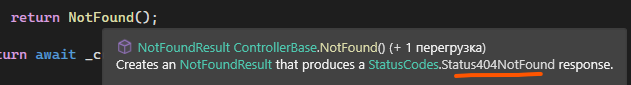 return NotFound();
NotFoundResult ControllerBase.NotFound() (+ 1 перегрузка)
urn await _c
Creates an NotFoundResult that produces a StatusCodes.Status404NotFound response.